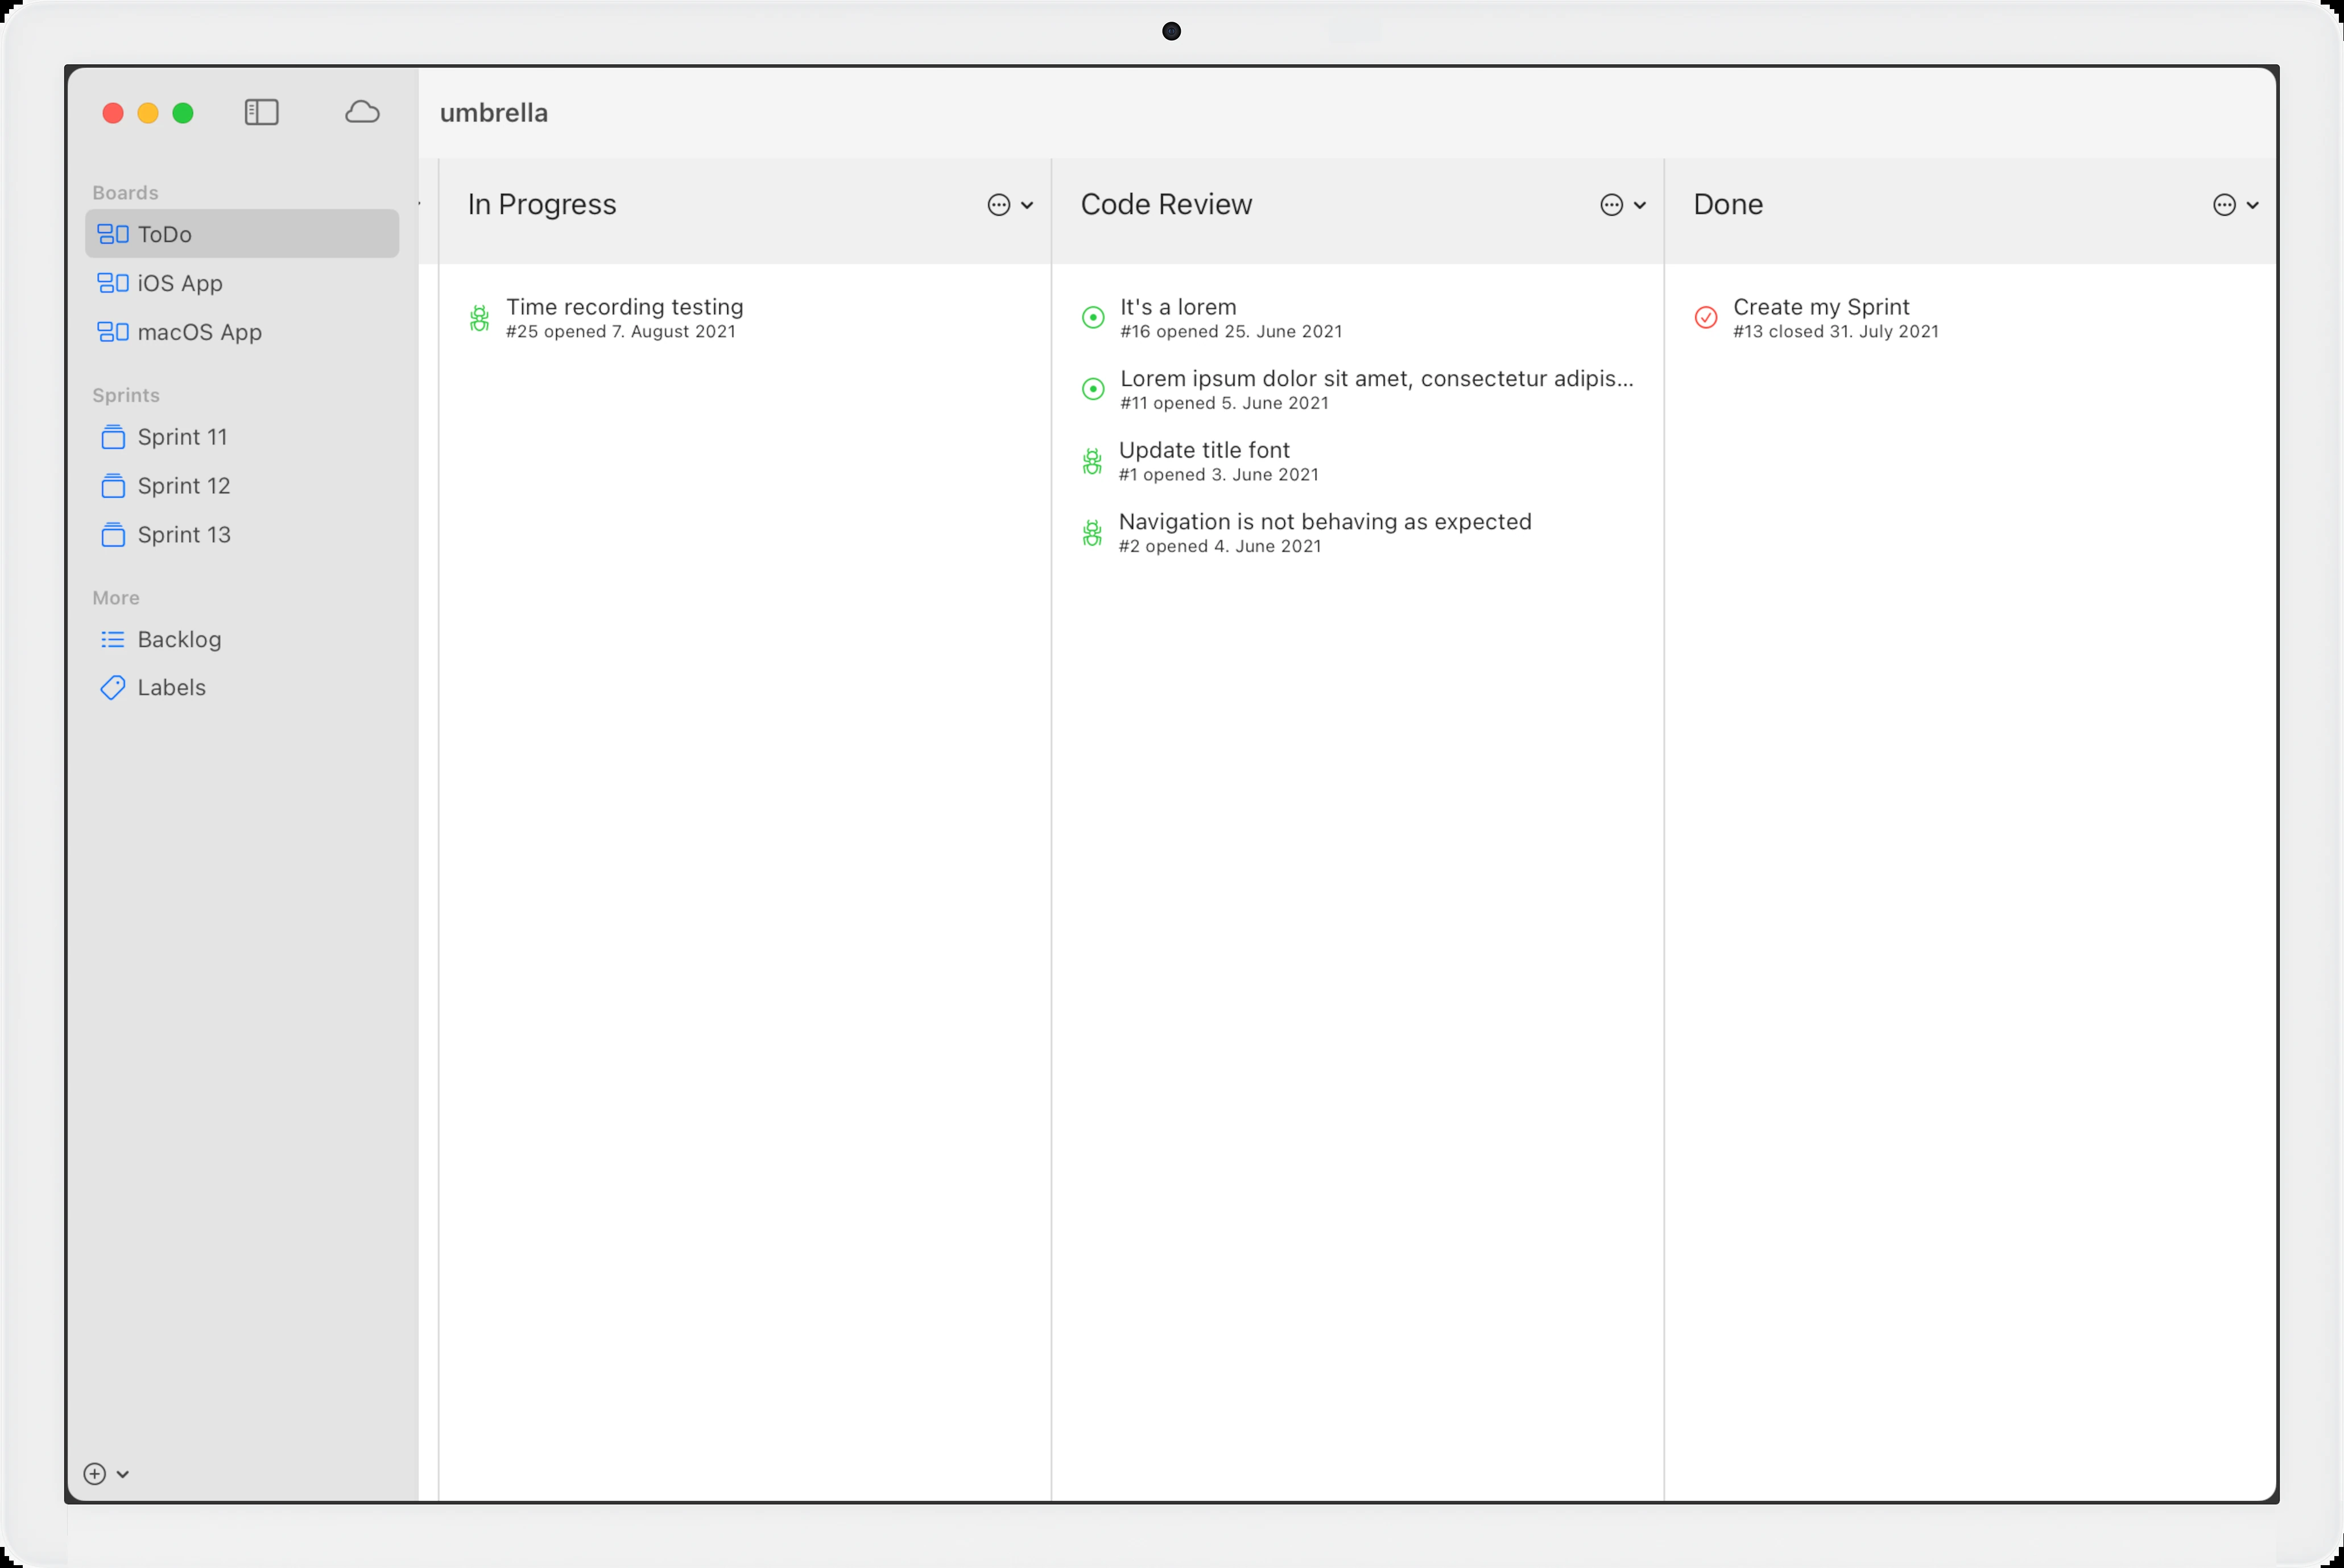 umbrella
Boards
ToDo
iOS App
macOS App
Sprints
Sprint 11
Sprint 12
Sprint 13
More
Backlog
Labels
In Progress
Time recording testing
#25 opened 7. August 2021
Code Review
It's a lorem
#16 opened 25. June 2021
Lorem ipsum dolor sit amet, consectetur adipis...
#11 opened 5. June 2021
Update title font
#1 opened 3. June 2021
Navigation is not behaving as expected
#2 opened 4. June 2021
Done
Create my Sprint
#13 closed 31. July 2021